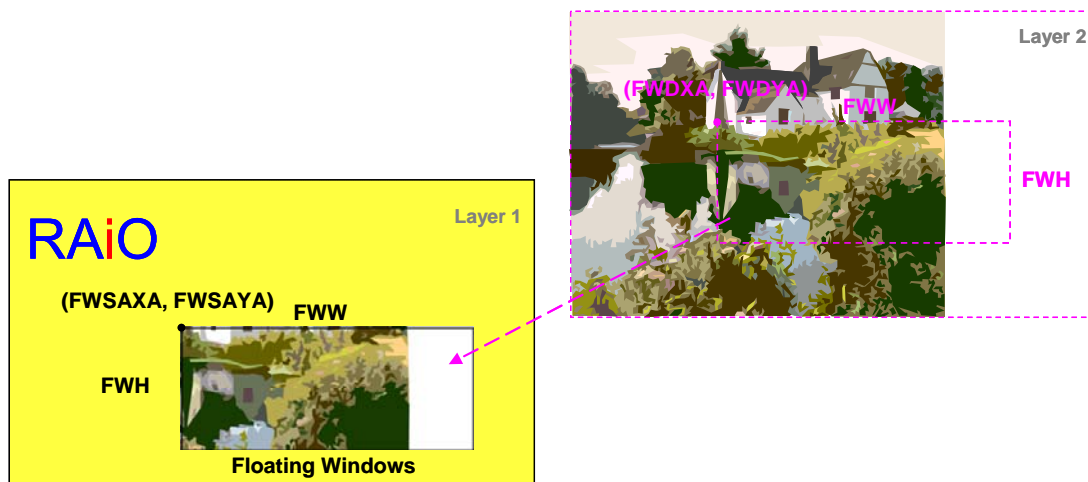 Layer 2
(FWDXA, FWDYA)
FWW
FWH
Layer 1
RAiO
(FWSAXA, FWSAYA)
FWW
FWH
Floating Windows